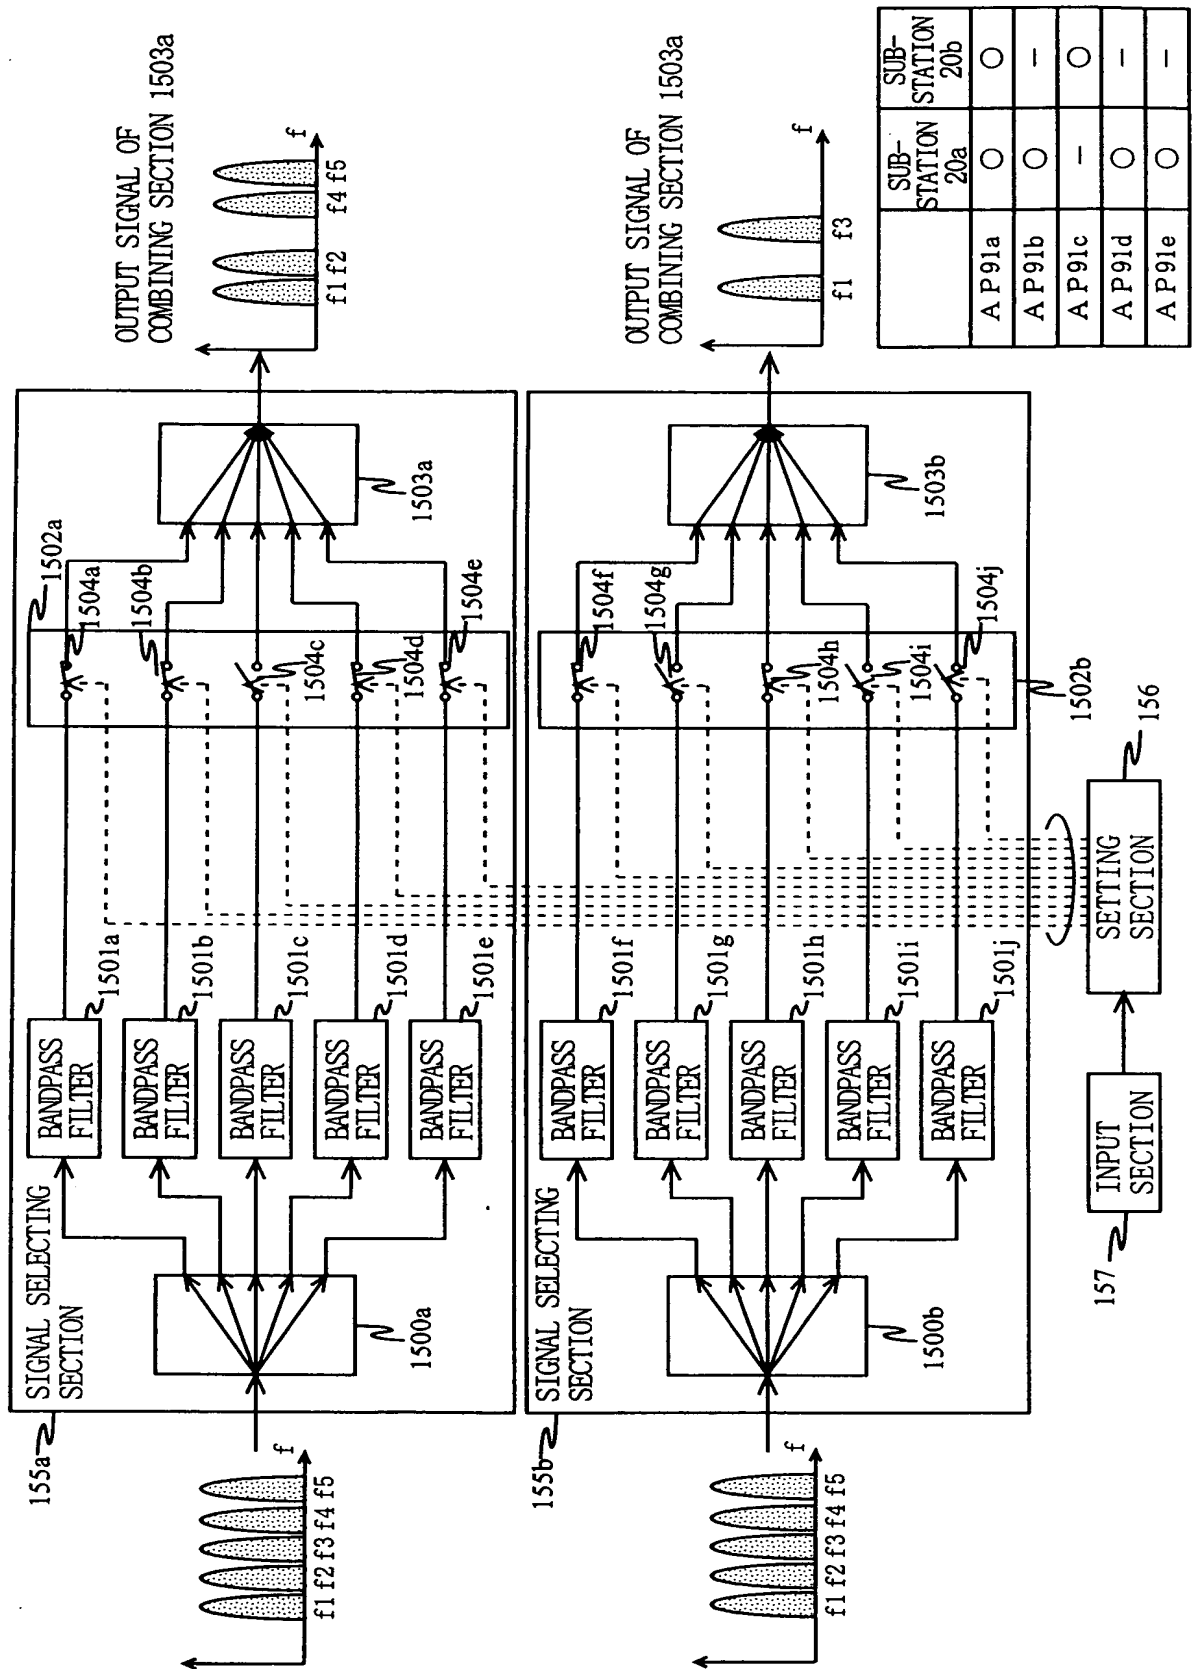 155a
SIGNAL SELECTING
SECTION
1500a
BANDPASS
FILTER
1501a
BANDPASS
FILTER
1501b
BANDPASS
FILTER
1501c
BANDPASS
FILTER
1501d
BANDPASS
FILTER
1501e
1502a
1504a
1504b
1504c
1504d
1504e
1503a
f
f1 f2 f3 f4 f5
OUTPUT SIGNAL OF
COMBINING SECTION 1503a
f
f1 f2 f4 f5
155b
SIGNAL SELECTING
SECTION
1500b
BANDPASS
FILTER
1501f
BANDPASS
FILTER
1501g
BANDPASS
FILTER
1501h
BANDPASS
FILTER
1501i
BANDPASS
FILTER
1501j
1504f
1504g
1504h
1504i
1504j
1502b
1503b
f
f1 f2 f3 f4 f5
OUTPUT SIGNAL OF
COMBINING SECTION 1503a
f
f1 f3
157
INPUT
SECTION
SETTING
SECTION
156
SUB-
STATION
20a
SUB-
STATION
20b
AP91a ○ ○
AP91b ○ -
AP91c - ○
AP91d ○ -
AP91e ○ -